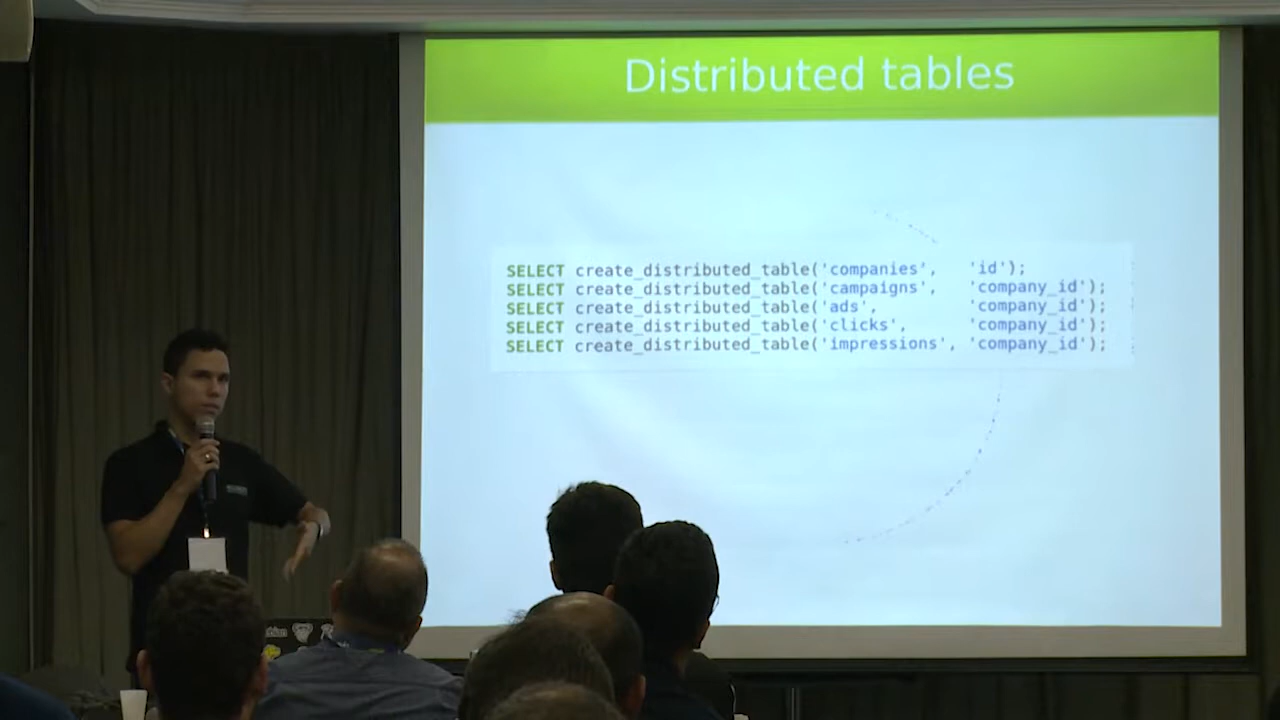 Distributed tables
SELECT create_distributed_table('companies', 'id');
SELECT create_distributed_table('campaigns', 'company_id');
SELECT create_distributed_table('ads', 'company_id');
SELECT create_distributed_table('clicks', 'company_id');
SELECT create_distributed_table('impressions', 'company_id');